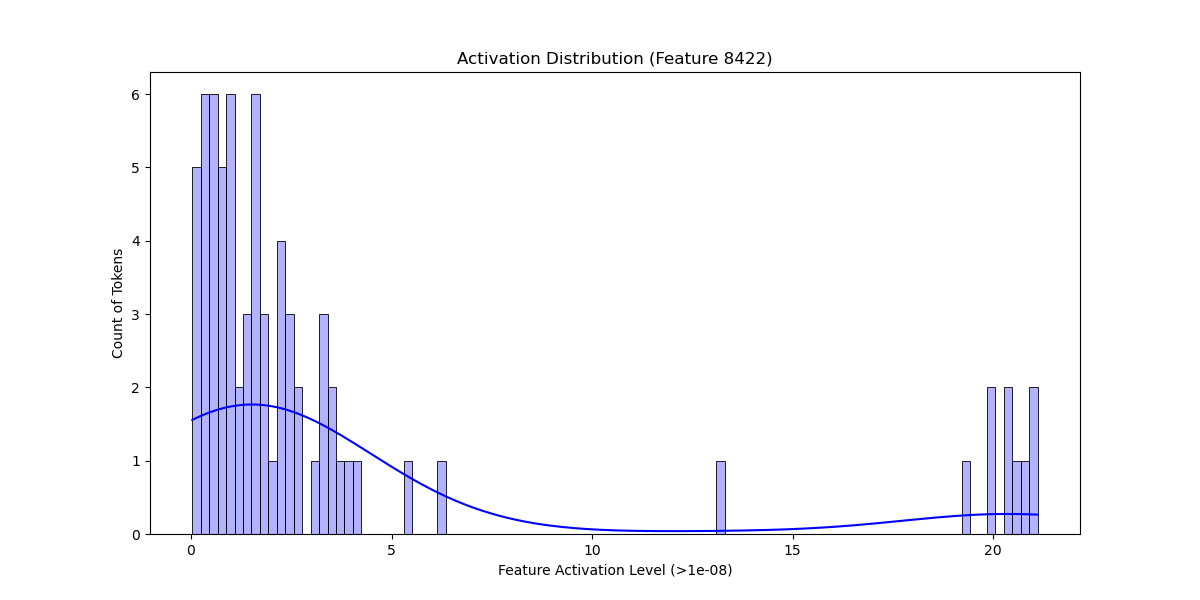 Activation Distribution (Feature 8422)
6
5
4
3
2
1
0
Count of Tokens
0 5 10 15 20
Feature Activation Level (>1e-08)